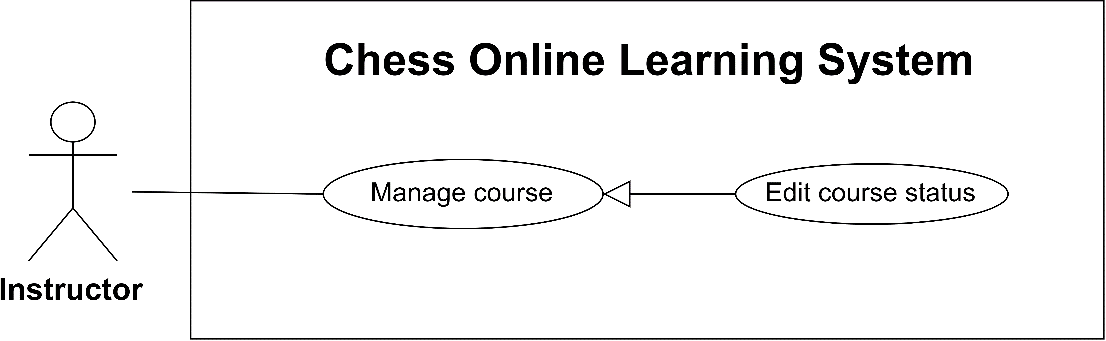 Chess Online Learning System
Manage course
Edit course status
Instructor